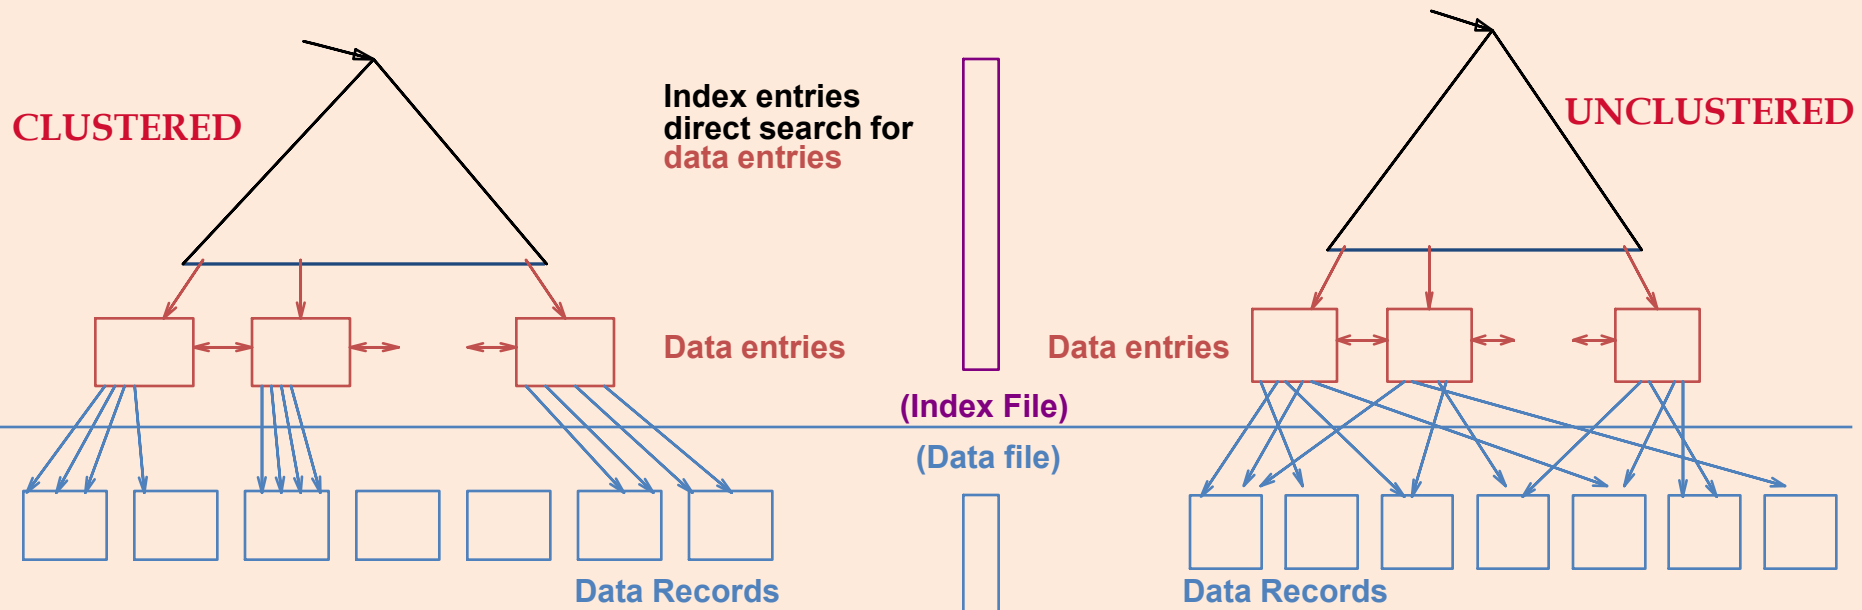 CLUSTERED
Index entries
direct search for
data entries
UNCLUSTERED
Data entries
Data entries
(Index File)
(Data file)
Data Records
Data Records